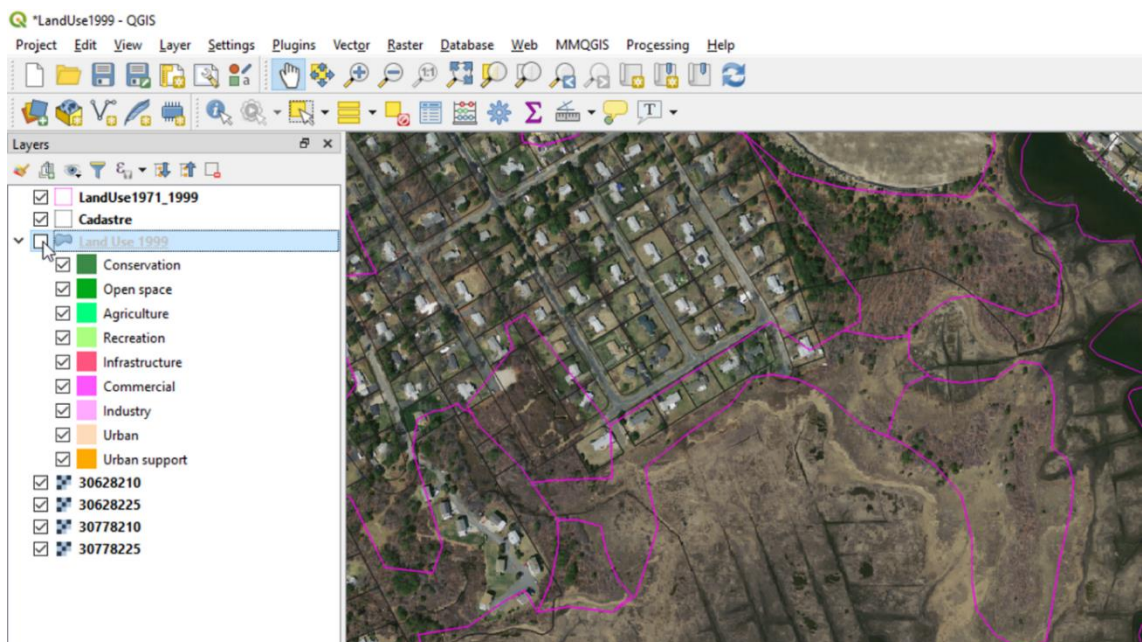 *LandUse1999 - QGIS
Project Edit View Layer Settings Plugins Vector Raster Database Web MMQGIS Processing Help
Layers
LandUse1971_1999
Cadastre
Land Use 1999
Conservation
Open space
Agriculture
Recreation
Infrastructure
Commercial
Industry
Urban
Urban support
30628210
30628225
30778210
30778225